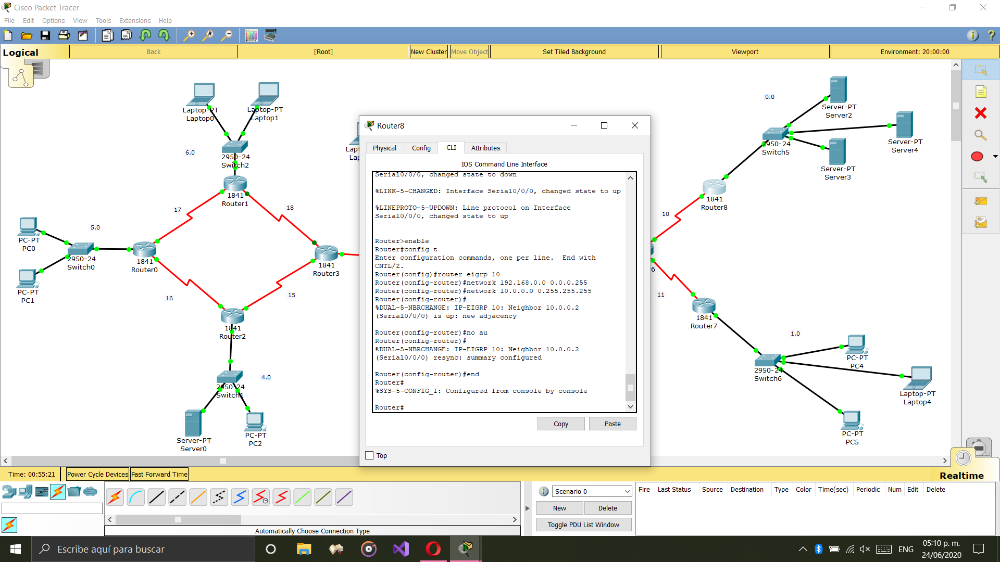 Cisco Packet Tracer
File Edit Options View Tools Extensions Help
Logical
Back
[Root]
New Cluster
Move Object
Set Tiled Background
Viewport
Environment: 20:00:00
Laptop-PT
Laptop0
Laptop-PT
Laptop1
6.0
2950-24
Switch2
1841
Router1
17
18
5.0
PC-PT
PC0
2950-24
Switch0
PC-PT
PC1
1841
Router0
1841
Router3
16
15
1841
Router2
4.0
2950-24
Switch1
Server-PT
Server0
PC-PT
PC2
Router8
Physical
Config
CLI
Attributes
IOS Command Line Interface
Serial0/0/0, changed state to down
%LINK-5-CHANGED: Interface Serial0/0/0, changed state to up
%LINEPROTO-5-UPDOWN: Line protocol on Interface
Serial0/0/0, changed state to up
Router>enable
Router#config t
Enter configuration commands, one per line.  End with
CNTL/Z.
Router(config)#router eigrp 10
Router(config-router)#network 192.168.0.0 0.0.0.255
Router(config-router)#network 10.0.0.0 0.255.255.255
Router(config-router)#
%DUAL-5-NBRCHANGE: IP-EIGRP 10: Neighbor 10.0.0.2
(Serial0/0/0) is up: new adjacency
Router(config-router)#no au
Router(config-router)#
%DUAL-5-NBRCHANGE: IP-EIGRP 10: Neighbor 10.0.0.2
(Serial0/0/0) resync: summary configured
Router(config-router)#end
Router#
%SYS-5-CONFIG_I: Configured from console by console
Router#
Copy
Paste
Top
0.0
Server-PT
Server2
Server-PT
Server4
2950-24
Switch5
Server-PT
Server3
1841
Router8
10
6
11
1841
Router7
1.0
PC-PT
PC4
2950-24
Switch6
Laptop-PT
Laptop4
PC-PT
PC5
Time: 00:55:21
Power Cycle Devices
Fast Forward Time
Realtime
Scenario 0
New
Delete
Toggle PDU List Window
Fire Last Status Source Destination Type Color Time(sec) Periodic Num Edit Delete
Automatically Choose Connection Type
Escribe aquí para buscar
ENG
05:10 p. m.
24/06/2020